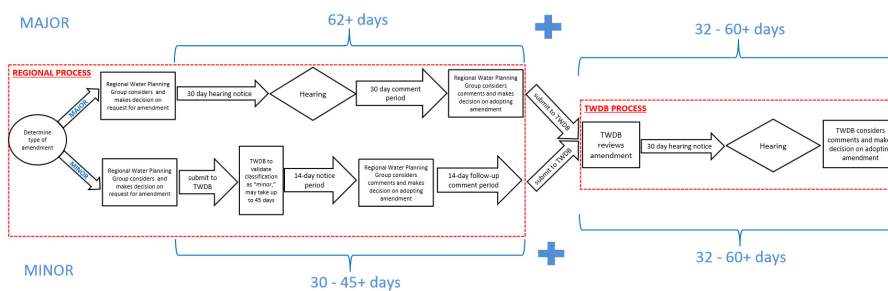 MAJOR
62+ days
32 - 60+ days
REGIONAL PROCESS
Determine
type of
amendment
MAJOR
Regional Water Planning
Group considers and
makes decision on
request for amendment
30 day hearing notice
Hearing
30 day comment
period
Regional Water Planning
Group considers
comments and makes
decision on adopting
amendment
submit to TWDB
MINOR
Regional Water Planning
Group considers and
makes decision on
request for amendment
submit to
TWDB
TWDB to
validate
classification
as "minor,"
may take up
to 45 days
14-day notice
period
Regional Water Planning
Group considers
comments and makes
decision on adopting
amendment
14-day follow-up
comment period
submit to TWDB
TWDB PROCESS
TWDB
reviews
amendment
30 day hearing notice
Hearing
TWDB considers
comments and make
decision on adopting
amendment
MINOR
30 - 45+ days
32 - 60+ days